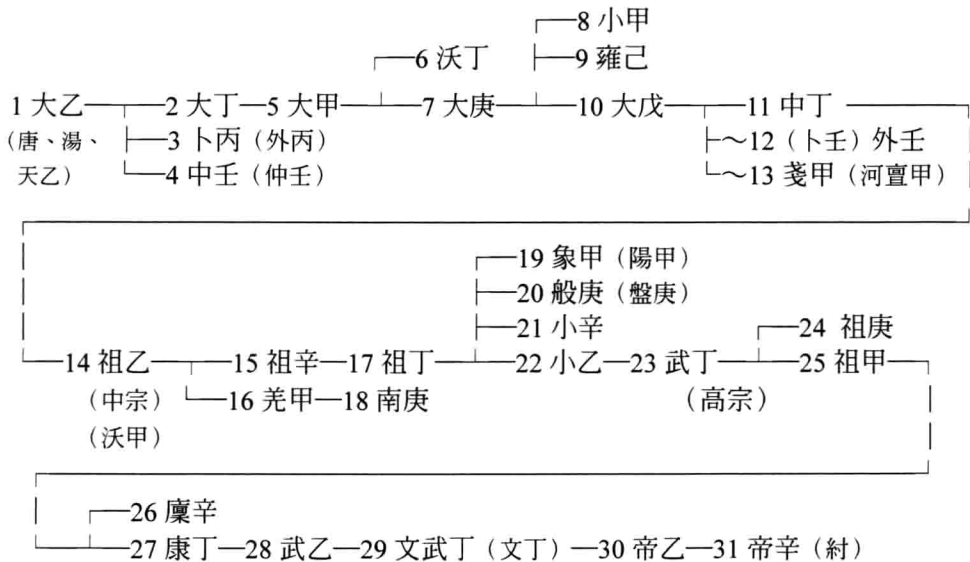 8 小甲
6 沃丁 9 雍己
1 大乙 2 大丁 5 大甲 7 大庚 10 大戊 11 中丁
(唐、湯、 3 卜丙(外丙) ～12(卜壬)外壬
天乙) 4 中壬(仲壬) ～13 戔甲(河亶甲)
19 象甲(陽甲)
20 般庚(盤庚)
21 小辛 24 祖庚
14 祖乙 15 祖辛 17 祖丁 22 小乙 23 武丁 25 祖甲
(中宗) 16 羌甲 18 南庚 (高宗)
(沃甲)
26 廩辛
27 康丁 28 武乙 29 文武丁(文丁) 30 帝乙 31 帝辛(紂)